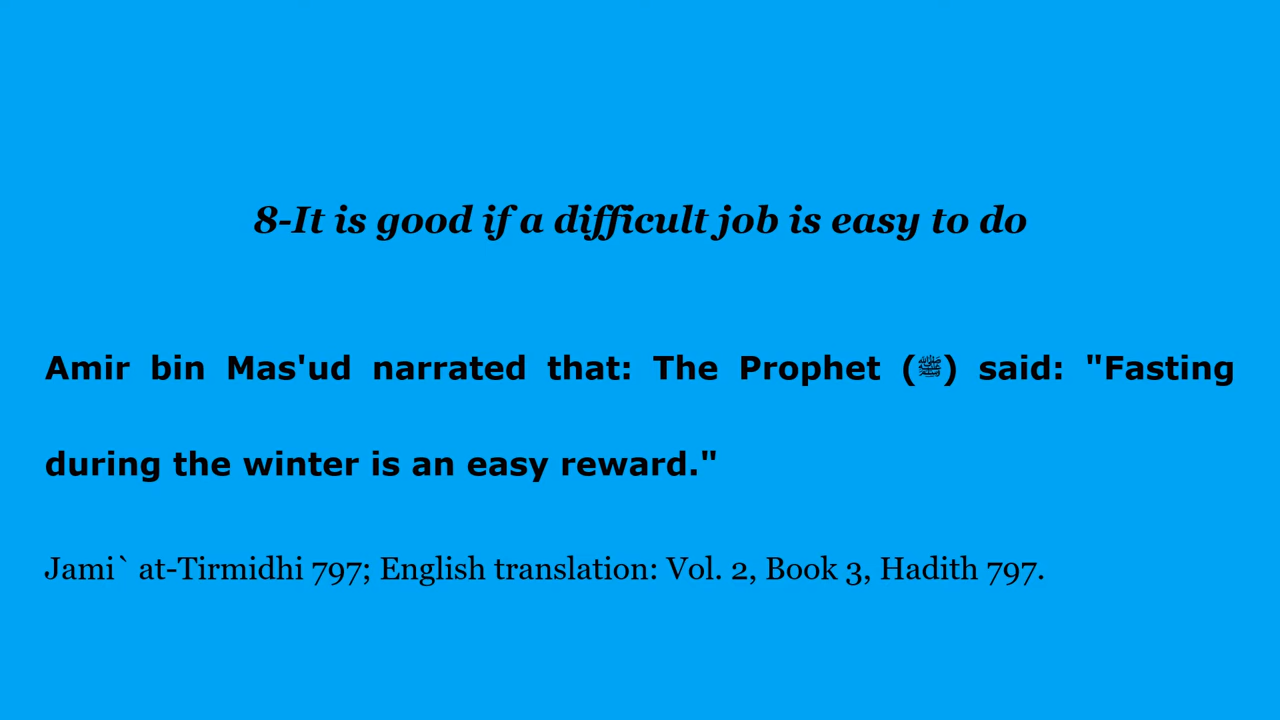 8-It is good if a difficult job is easy to do
Amir bin Mas'ud narrated that: The Prophet (ﷺ) said: "Fasting
during the winter is an easy reward."
Jami` at-Tirmidhi 797; English translation: Vol. 2, Book 3, Hadith 797.